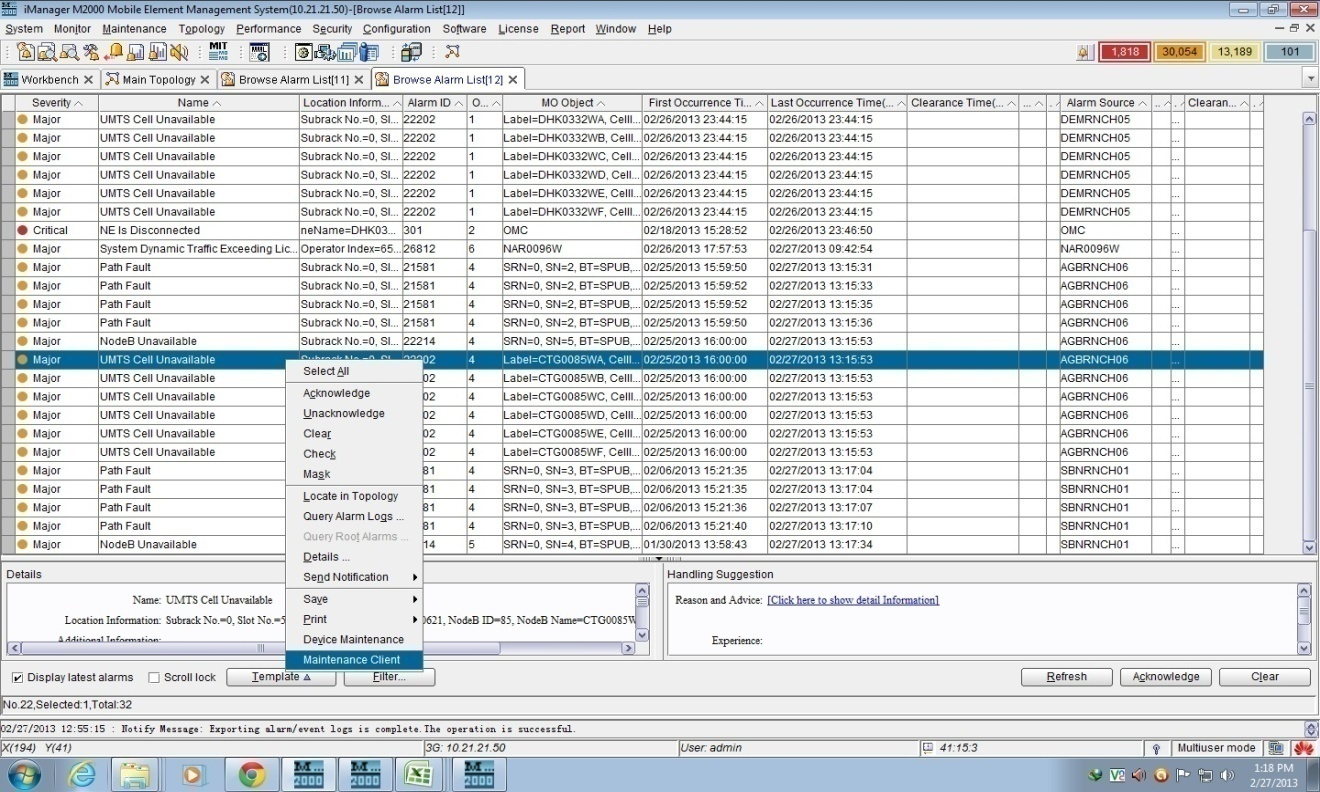 iManager M2000 Mobile Element Management System(10.21.21.50)-[Browse Alarm List[12]]
System Monitor Maintenance Topology Performance Security Configuration Software License Report Window Help
MIT 1,818 30,054 13,189 101
Workbench Main Topology Browse Alarm List[11] Browse Alarm List[12]
Severity Name Location Inform... Alarm ID O... MO Object First Occurrence Ti... Last Occurrence Time(... Clearance Time(... ... Alarm Source Clearan...
Major UMTS Cell Unavailable Subrack No.=0, Sl... 22202 1 Label=DHK0332WA, CellI... 02/26/2013 23:44:15 02/26/2013 23:44:15 DEMRNCH05 ...
Major UMTS Cell Unavailable Subrack No.=0, Sl... 22202 1 Label=DHK0332WB, CellI... 02/26/2013 23:44:15 02/26/2013 23:44:15 DEMRNCH05 ...
Major UMTS Cell Unavailable Subrack No.=0, Sl... 22202 1 Label=DHK0332WC, CellI... 02/26/2013 23:44:15 02/26/2013 23:44:15 DEMRNCH05 ...
Major UMTS Cell Unavailable Subrack No.=0, Sl... 22202 1 Label=DHK0332WD, CellI... 02/26/2013 23:44:15 02/26/2013 23:44:15 DEMRNCH05 ...
Major UMTS Cell Unavailable Subrack No.=0, Sl... 22202 1 Label=DHK0332WE, CellI... 02/26/2013 23:44:15 02/26/2013 23:44:15 DEMRNCH05 ...
Major UMTS Cell Unavailable Subrack No.=0, Sl... 22202 1 Label=DHK0332WF, CellI... 02/26/2013 23:44:15 02/26/2013 23:44:15 DEMRNCH05 ...
Critical NE Is Disconnected neName=DHK03... 301 2 OMC 02/18/2013 15:28:52 02/26/2013 23:46:50 OMC ...
Major System Dynamic Traffic Exceeding Lic... Operator Index=65... 26812 6 NAR0096W 02/26/2013 17:57:53 02/27/2013 09:42:54 NAR0096W ...
Major Path Fault Subrack No.=0, Sl... 21581 4 SRN=0, SN=2, BT=SPUB,... 02/25/2013 15:59:50 02/27/2013 13:15:31 AGBRNCH06 ...
Major Path Fault Subrack No.=0, Sl... 21581 4 SRN=0, SN=2, BT=SPUB,... 02/25/2013 15:59:52 02/27/2013 13:15:33 AGBRNCH06 ...
Major Path Fault Subrack No.=0, Sl... 21581 4 SRN=0, SN=2, BT=SPUB,... 02/25/2013 15:59:52 02/27/2013 13:15:35 AGBRNCH06 ...
Major Path Fault Subrack No.=0, Sl... 21581 4 SRN=0, SN=2, BT=SPUB,... 02/25/2013 15:59:50 02/27/2013 13:15:36 AGBRNCH06 ...
Major NodeB Unavailable Subrack No.=0, Sl... 22214 4 SRN=0, SN=5, BT=SPUB,... 02/25/2013 16:00:00 02/27/2013 13:15:53 AGBRNCH06 ...
Major UMTS Cell Unavailable Subrack No.=0, Sl... 22202 4 Label=CTG0085WA, CellI... 02/25/2013 16:00:00 02/27/2013 13:15:53 AGBRNCH06 ...
Major UMTS Cell Unavailable 02 4 Label=CTG0085WB, CellI... 02/25/2013 16:00:00 02/27/2013 13:15:53 AGBRNCH06 ...
Major UMTS Cell Unavailable 02 4 Label=CTG0085WC, CellI... 02/25/2013 16:00:00 02/27/2013 13:15:53 AGBRNCH06 ...
Major UMTS Cell Unavailable 02 4 Label=CTG0085WD, CellI... 02/25/2013 16:00:00 02/27/2013 13:15:53 AGBRNCH06 ...
Major UMTS Cell Unavailable 02 4 Label=CTG0085WE, CellI... 02/25/2013 16:00:00 02/27/2013 13:15:53 AGBRNCH06 ...
Major UMTS Cell Unavailable 02 4 Label=CTG0085WF, CellI... 02/25/2013 16:00:00 02/27/2013 13:15:53 AGBRNCH06 ...
Major Path Fault 81 4 SRN=0, SN=3, BT=SPUB,... 02/06/2013 15:21:35 02/27/2013 13:17:04 SBNRNCH01 ...
Major Path Fault 81 4 SRN=0, SN=3, BT=SPUB,... 02/06/2013 15:21:35 02/27/2013 13:17:04 SBNRNCH01 ...
Major Path Fault 81 4 SRN=0, SN=3, BT=SPUB,... 02/06/2013 15:21:36 02/27/2013 13:17:07 SBNRNCH01 ...
Major Path Fault 81 4 SRN=0, SN=3, BT=SPUB,... 02/06/2013 15:21:40 02/27/2013 13:17:10 SBNRNCH01 ...
Major NodeB Unavailable 14 5 SRN=0, SN=4, BT=SPUB,... 01/30/2013 13:58:43 02/27/2013 13:17:34 SBNRNCH01 ...
Select All
Acknowledge
Unacknowledge
Clear
Check
Mask
Locate in Topology
Query Alarm Logs ...
Query Root Alarms ...
Details ...
Send Notification
Save
Print
Device Maintenance
Maintenance Client
Details
Name: UMTS Cell Unavailable
Location Information: Subrack No.=0, Slot No.=5 0621, NodeB ID=85, NodeB Name=CTG0085W
Additional Information:
Handling Suggestion
Reason and Advice: [Click here to show detail Information]
Experience:
Display latest alarms Scroll lock Template Filter... Refresh Acknowledge Clear
No.22,Selected:1,Total:32
02/27/2013 12:55:15 : Notify Message: Exporting alarm/event logs is complete.The operation is successful.
X(194) Y(41) 3G: 10.21.21.50 User: admin 41:15:3 Multiuser mode
M 2000 M 2000 M 2000 V2 1:18 PM
2/27/2013